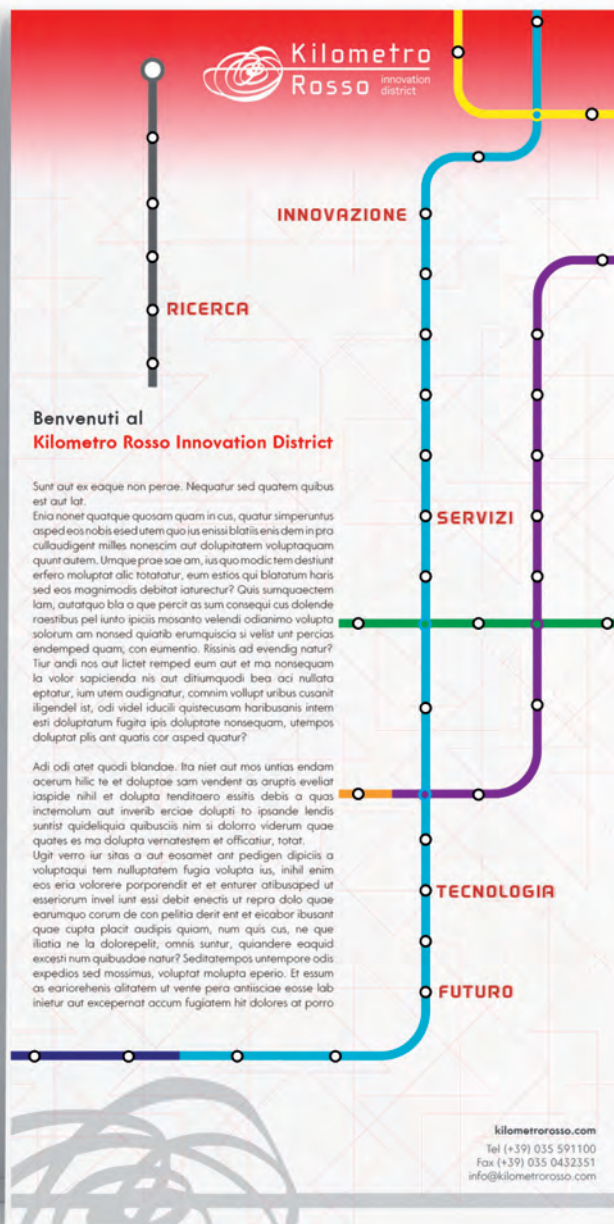 Kilometro
Rosso innovation
district
INNOVAZIONE
RICERCA
Benvenuti al
Kilometro Rosso Innovation District
Sunt aut ex eaque non perae. Nequatur sed quatem quibus
est aut lat.
Enia nonet quatque quosam quam in cus, quatur simperuntus
asped eos nobis esed utem quo ius enissi blatiis enis dem in pra
cullaudigent milles nonescim aut dolupitatem voluptaquam
quunt autem. Umque prae sae am, ius quo modic tem destiunt
erfero moluptat alic totatatur, eum estios qui blatatum haris
sed eos magnimodis debitat iaturectur? Quis sumquaectem
lam, autatquo bla a que percit as sum consequi cus dolende
raestibus pel iunto ipiciis mosanto velendi odianimo volupta
solorum am nonsed quiatib erumquiscia si velist unt percias
endemped quam, con eumentio. Rissinis ad evendig natur?
Tiur andi nos aut lictet remped eum aut et ma nonsequam
la volor sapicienda nis aut ditiumquodi bea aci nullata
eptatur, ium utem audignatur, comnim vollupt uribus cusanit
iligendel ist, odi videl iducili quistecusam haribusanis intem
esti doluptatum fugita ipis doluptate nonsequam, utempos
doluptat plis ant quatis cor asped quatur?
Adi odi atet quodi blandae. Ita niet aut mos untias endam
acerum hilic te et doluptae sam vendent as aruptis eveliat
iaspide nihil et dolupta tenditaero essitis debis a quas
inctemolum aut inverib erciae dolupti to ipsande lendis
suntist quideliquia quibusciis nim si dolorro viderum quae
quates es ma dolupta vernatestem et officatiur, totat.
Ugit verro iur sitas a aut eosamet ant pedigen dipiciis a
voluptaqui tem nulluptatem fugia volupta ius, inihil enim
eos eria volorere porporendit et et enturer atibusaped ut
esseriorum invel iunt essi debit enectis ut repra dolo quae
earumquo corum de con pelitia derit ent et eicabor ibusant
quae cupta placit audipis quiam, num quis cus, ne que
iliatia ne la dolorepelit, omnis suntur, quiandere eaquid
excesti num quibusdae natur? Seditatempos untempore odis
expedios sed mossimus, voluptat molupta eperio. Et essum
as eariorehenis alitatem ut vente pera antiisciae eosse lab
inietur aut excepernat accum fugiatem hit dolores at porro
SERVIZI
TECNOLOGIA
FUTURO
kilometrorosso.com
Tel (+39) 035 591100
Fax (+39) 035 0432351
info@kilometrorosso.com